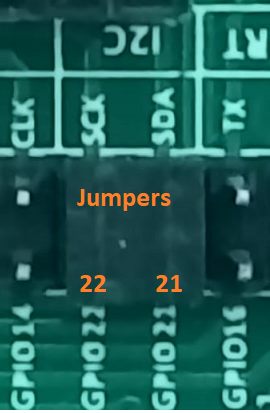 I2C
RT
CLK
SCK
SDA
TX
Jumpers
22
21
GPIO14
GPIO22
GPIO21
GPIO16